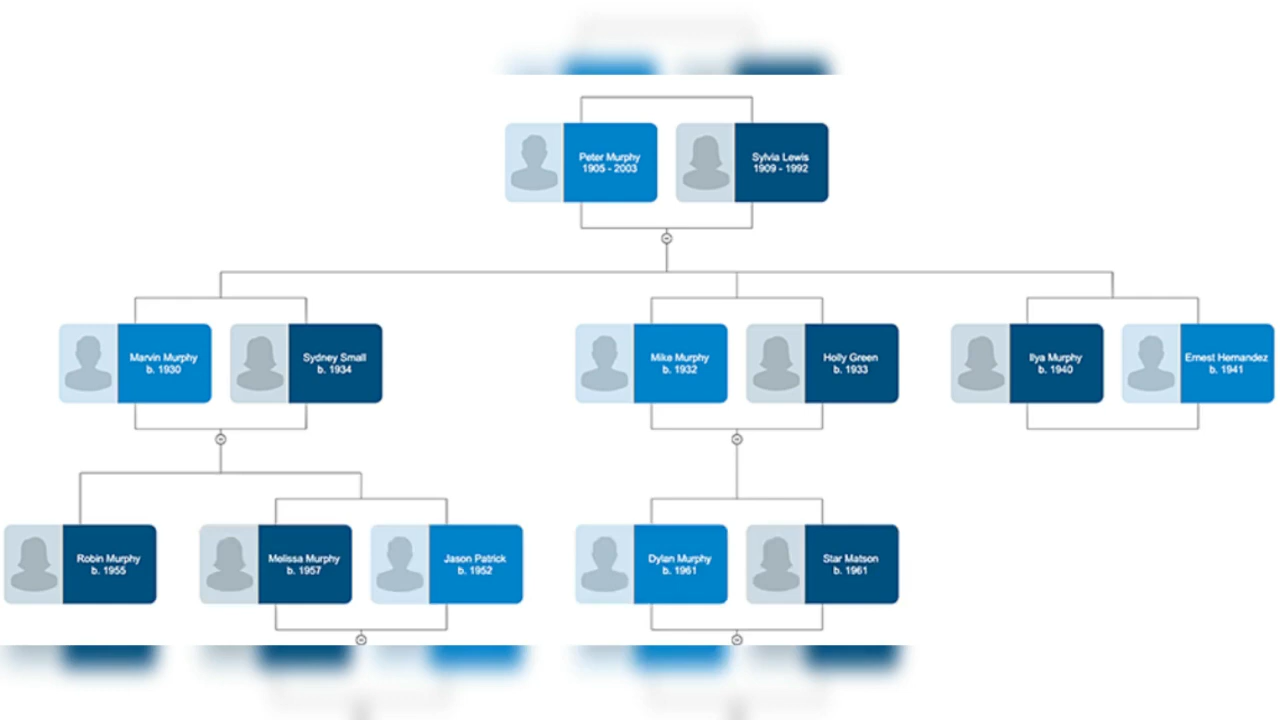 Peter Murphy
1905 - 2003
Sylvia Lewis
1909 - 1992
Marvin Murphy
b. 1930
Sydney Small
b. 1934
Mike Murphy
b. 1932
Holly Green
b. 1933
Ilya Murphy
b. 1940
Ernest Hernandez
b. 1941
Robin Murphy
b. 1955
Melissa Murphy
b. 1957
Jason Patrick
b. 1952
Dylan Murphy
b. 1961
Star Matson
b. 1961